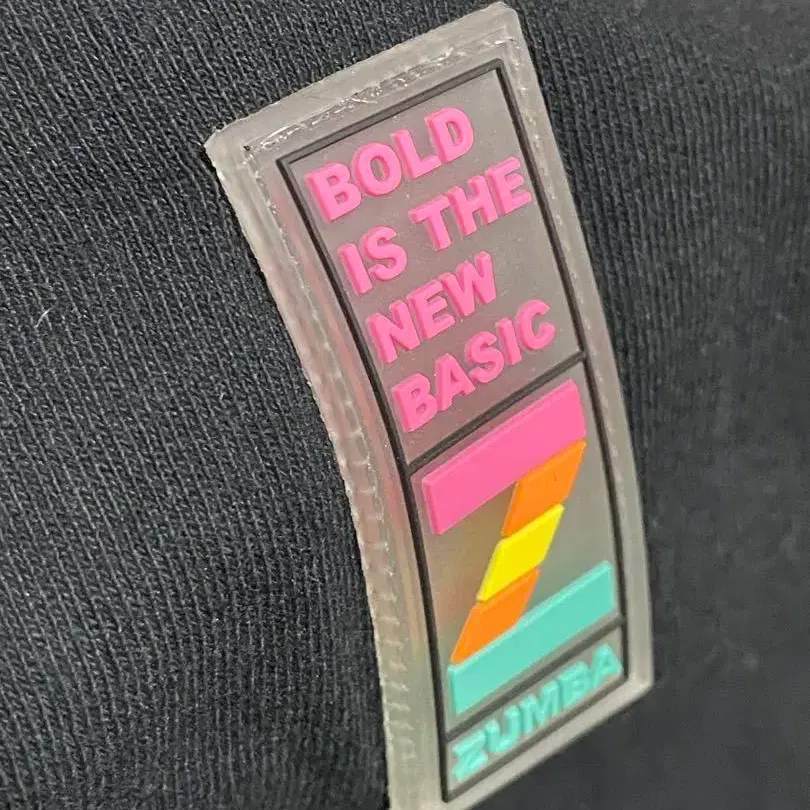 BOLD
IS THE
NEW
BASIC
ZUMBA